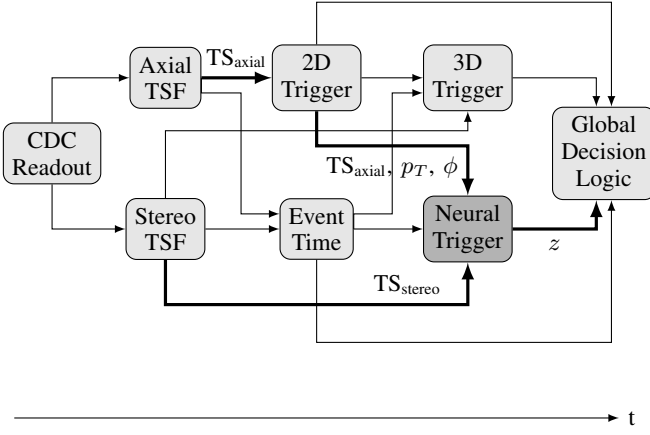 TS_axial
Axial
TSF
2D
Trigger
3D
Trigger
CDC
Readout
Global
Decision
Logic
TS_axial, p_T, ϕ
Stereo
TSF
Event
Time
Neural
Trigger
z
TS_stereo
t